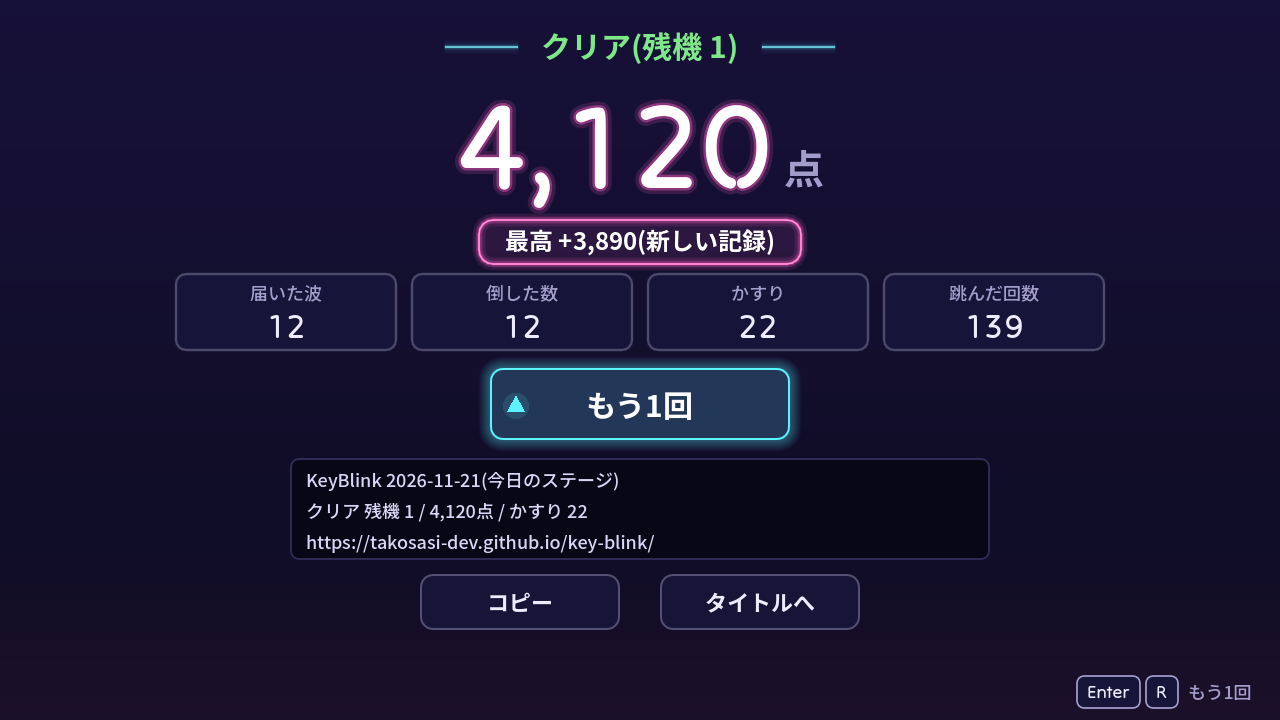 クリア(残機 1)
4,120点
最高 +3,890(新しい記録)
届いた波 倒した数 かすり 跳んだ回数
12 12 22 139
もう1回
KeyBlink 2026-11-21(今日のステージ)
クリア 残機 1 / 4,120点 / かすり 22
https://takosasi-dev.github.io/key-blink/
コピー タイトルへ
Enter R もう1回